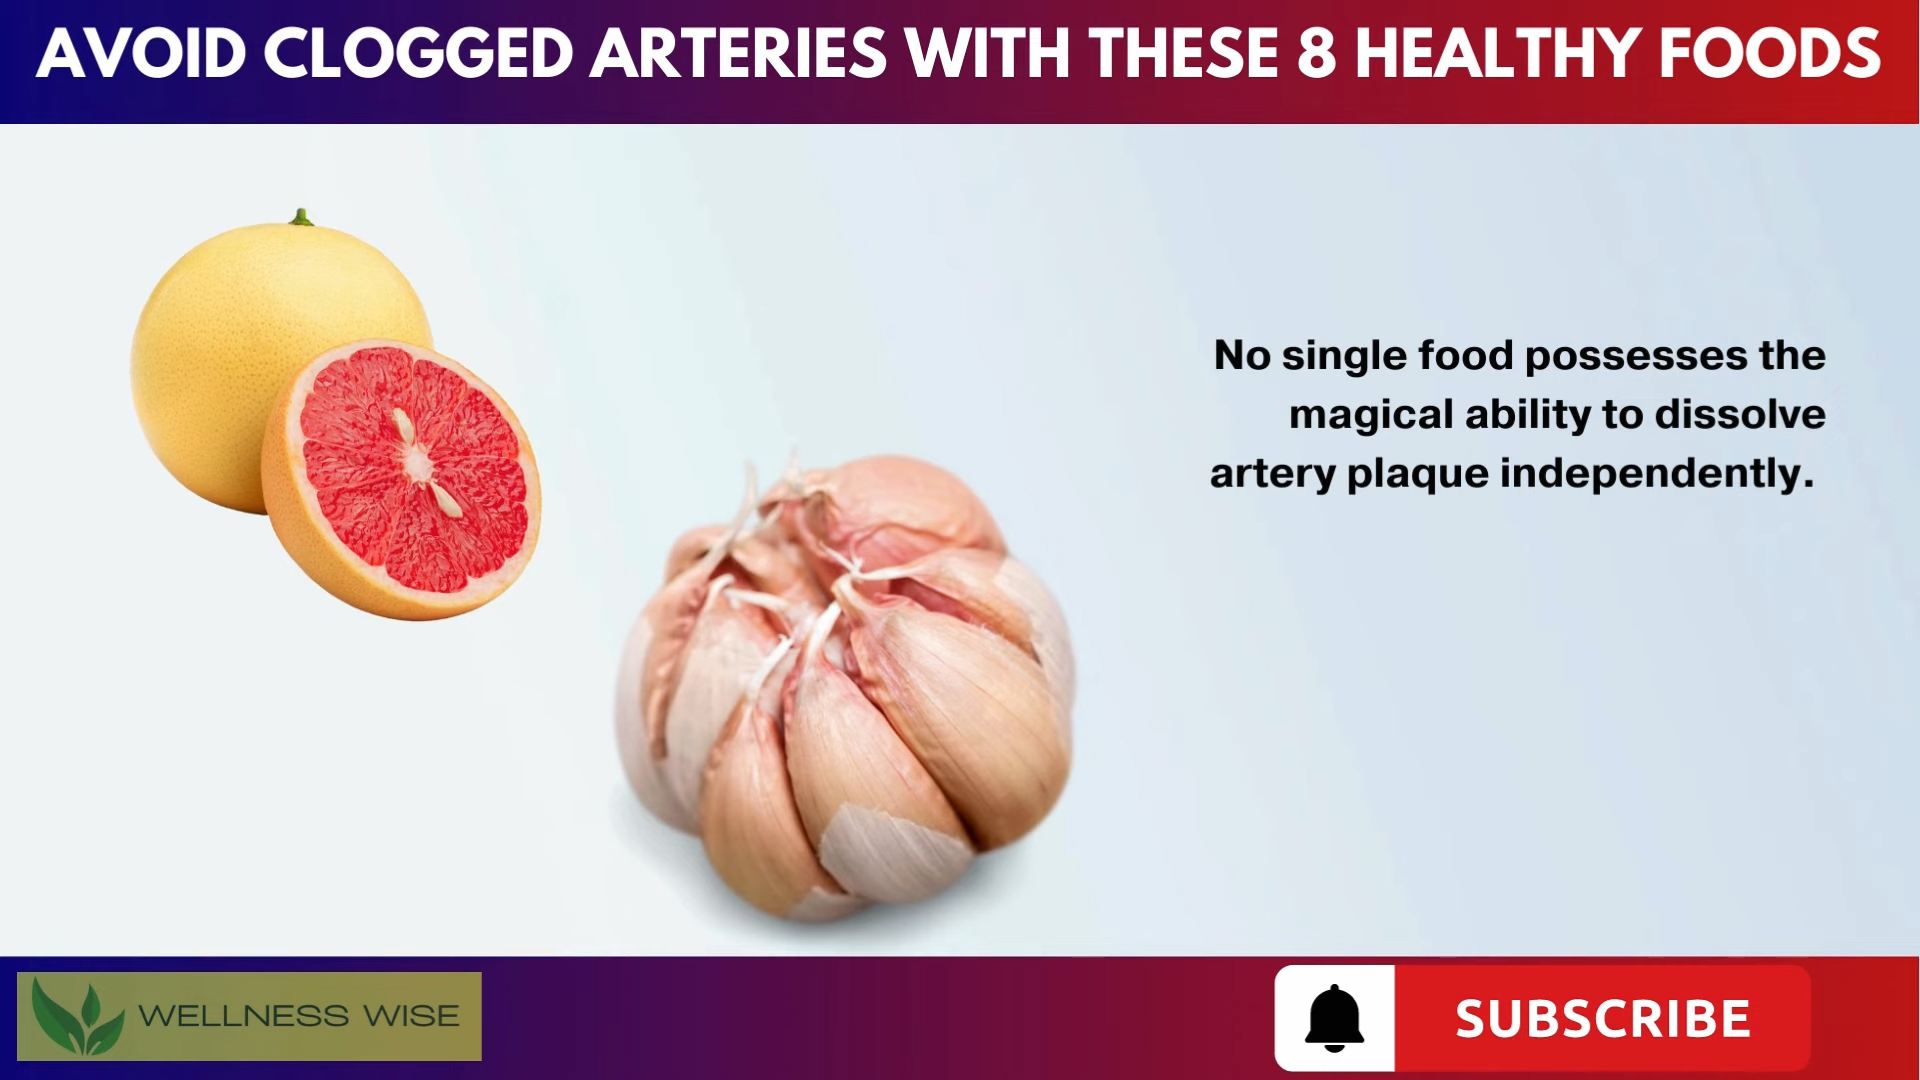 AVOID CLOGGED ARTERIES WITH THESE 8 HEALTHY FOODS
No single food possesses the
magical ability to dissolve
artery plaque independently.
WELLNESS WISE
SUBSCRIBE